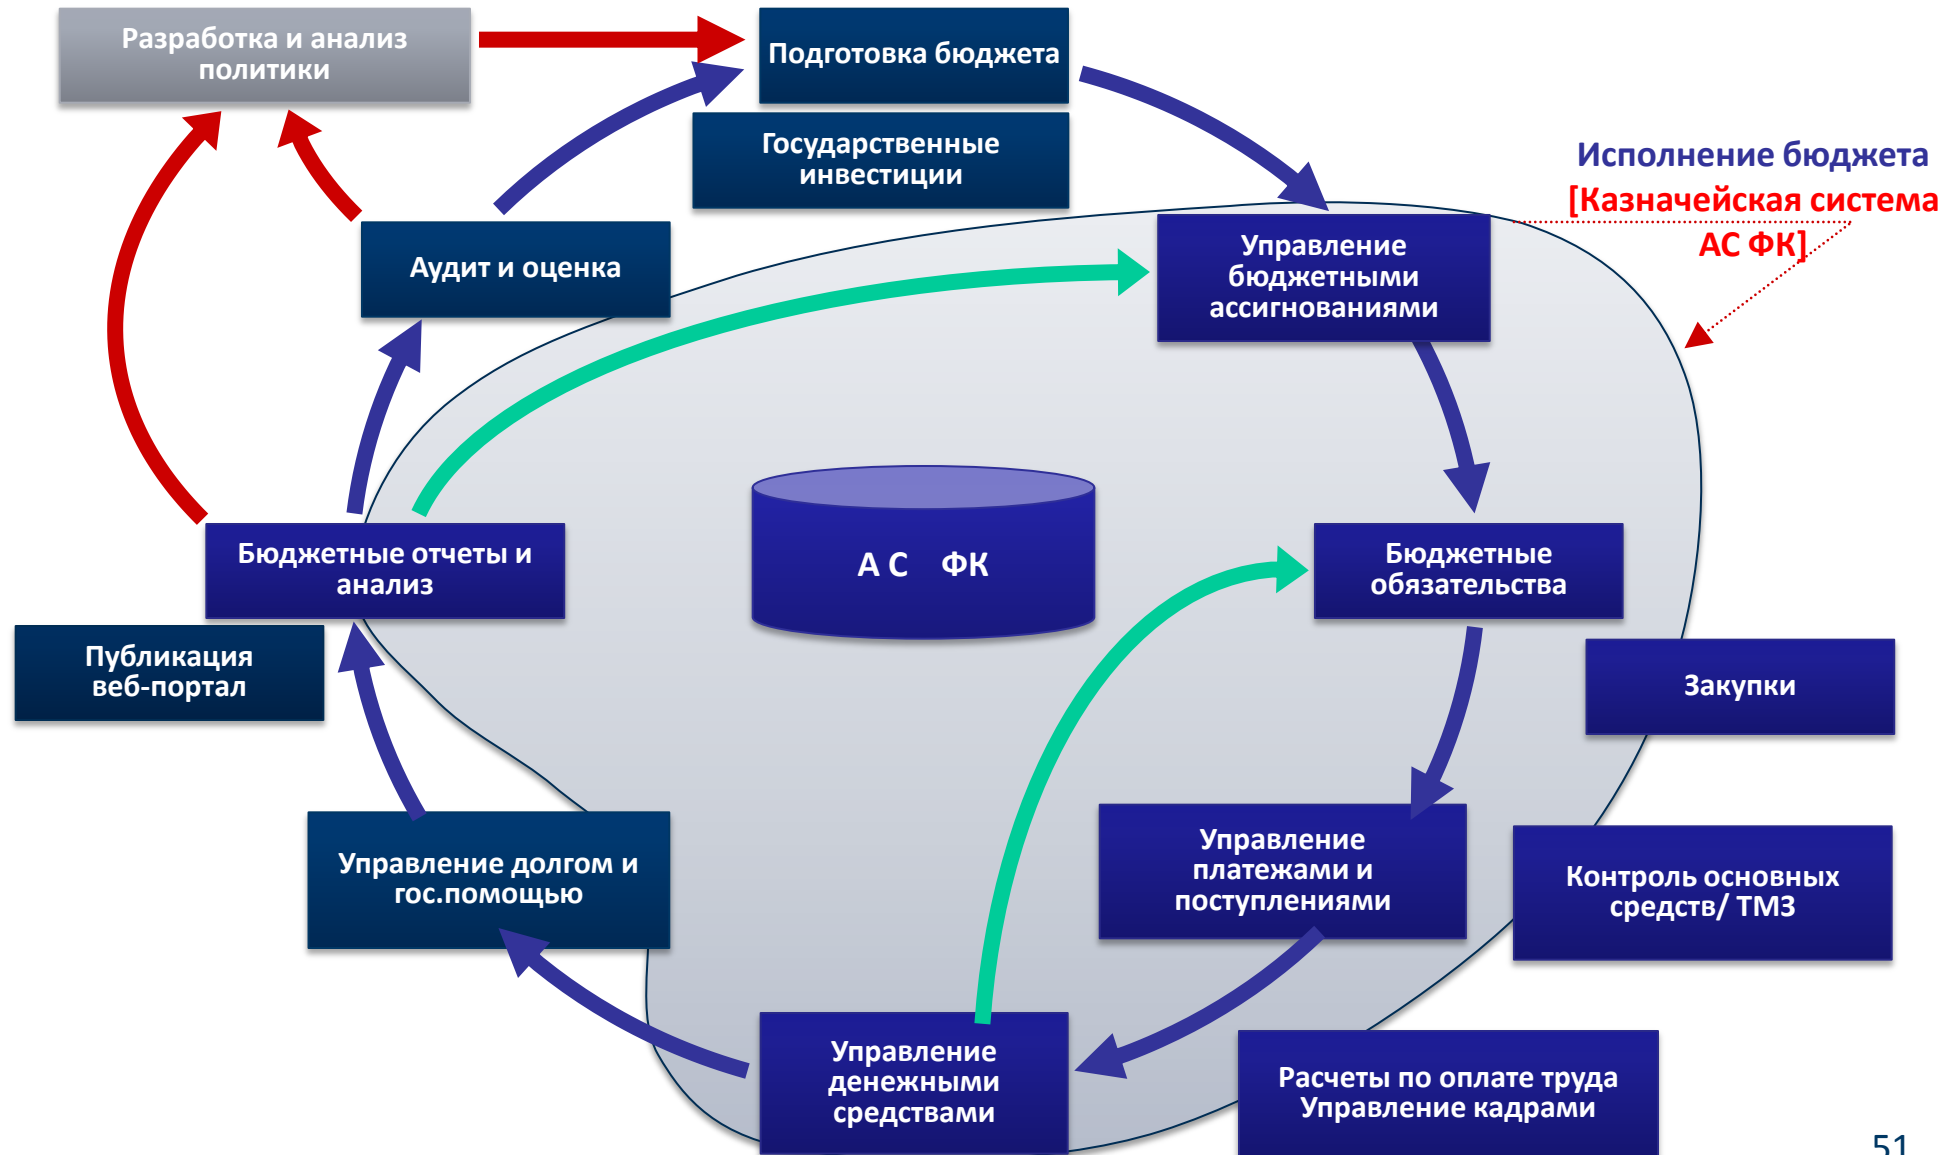 Разработка и анализ
политики
Подготовка бюджета
Государственные
инвестиции
Исполнение бюджета
[Казначейская система
АС ФК]
Аудит и оценка
Управление
бюджетными
ассигнованиями
А С ФК
Бюджетные отчеты и
анализ
Бюджетные
обязательства
Публикация
веб-портал
Закупки
Управление долгом и
гос.помощью
Управление
платежами и
поступлениями
Контроль основных
средств/ ТМЗ
Управление
денежными
средствами
Расчеты по оплате труда
Управление кадрами
51